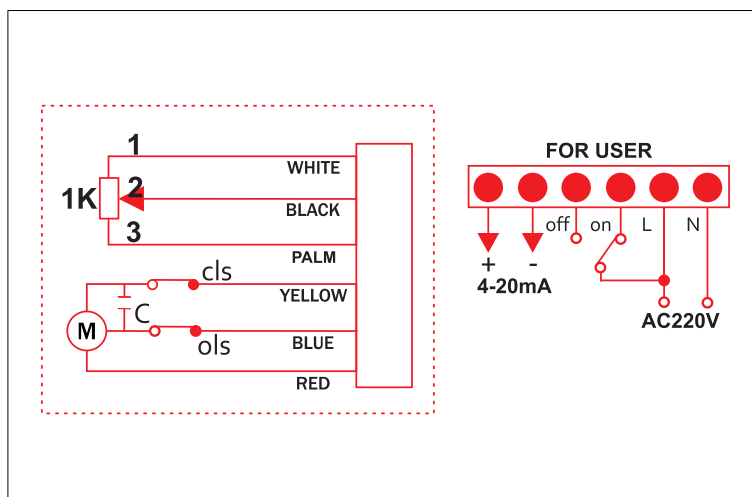 1
WHITE
1K
2
BLACK
3
PALM
cls
YELLOW
C
M
ols
BLUE
RED
FOR USER
off on L N
+ -
4-20mA
AC220V